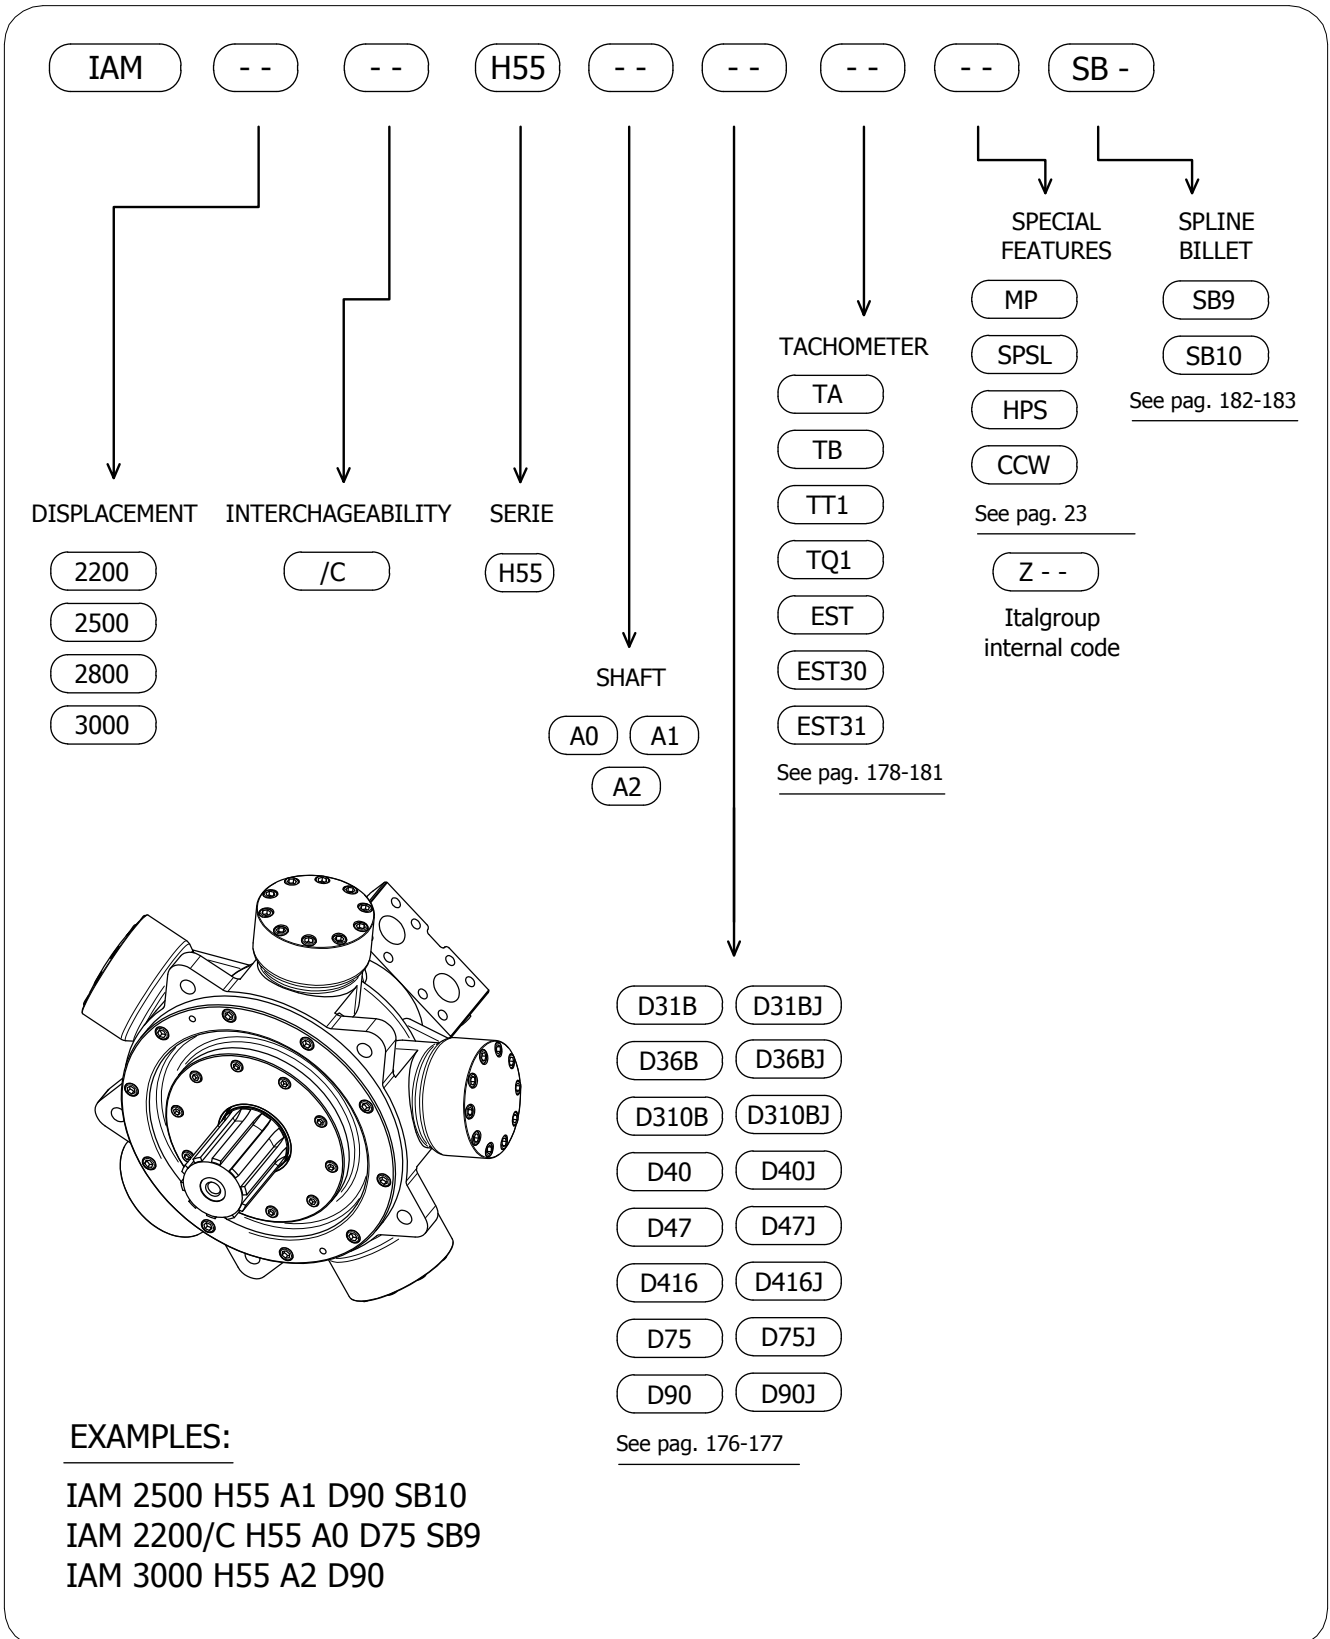 IAM - - - - H55 - - - - - - - - SB -
SPECIAL
FEATURES
MP
SPSL
HPS
CCW
See pag. 23
Z - -
Italgroup
internal code
SPLINE
BILLET
SB9
SB10
See pag. 182-183
TACHOMETER
TA
TB
TT1
TQ1
EST
EST30
EST31
See pag. 178-181
DISPLACEMENT
2200
2500
2800
3000
INTERCHAGEABILITY
/C
SERIE
H55
SHAFT
A0 A1
A2
D31B D31BJ
D36B D36BJ
D310B D310BJ
D40 D40J
D47 D47J
D416 D416J
D75 D75J
D90 D90J
See pag. 176-177
EXAMPLES:
IAM 2500 H55 A1 D90 SB10
IAM 2200/C H55 A0 D75 SB9
IAM 3000 H55 A2 D90